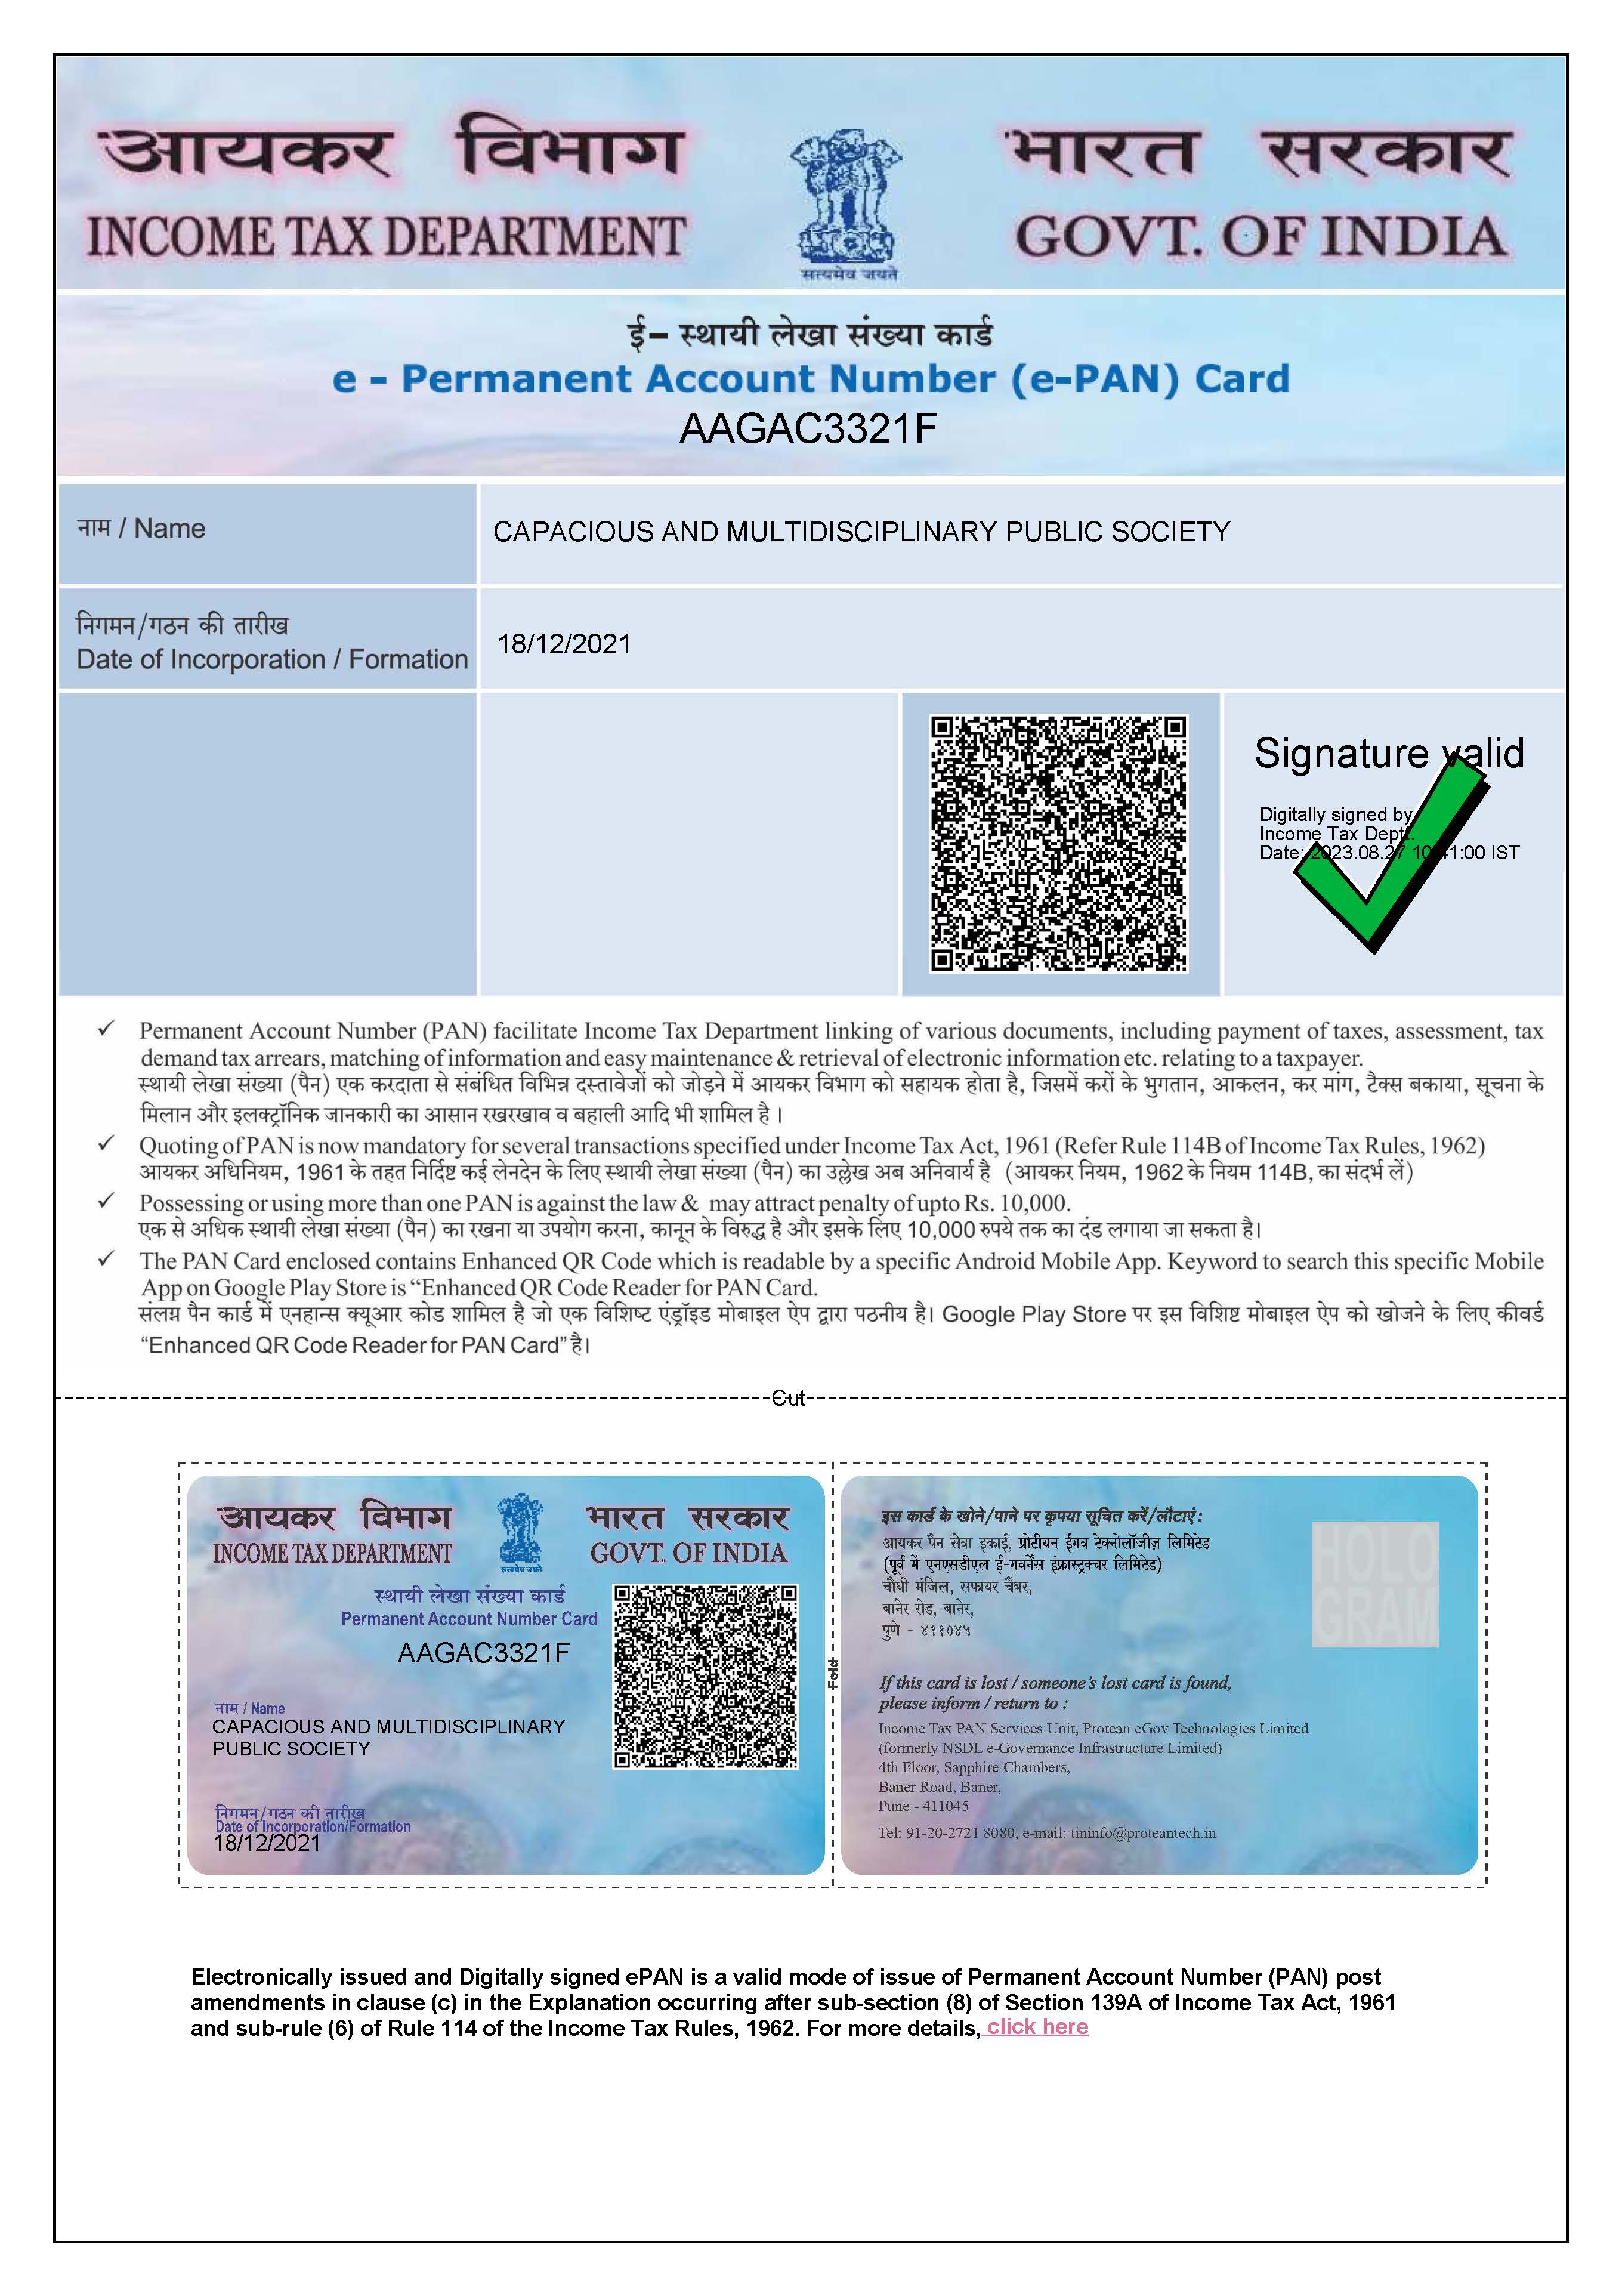 आयकर विभाग
INCOME TAX DEPARTMENT
सत्यमेव जयते
भारत सरकार
GOVT. OF INDIA
ई– स्थायी लेखा संख्या कार्ड
e - Permanent Account Number (e-PAN) Card
AAGAC3321F
नाम / Name
CAPACIOUS AND MULTIDISCIPLINARY PUBLIC SOCIETY
निगमन/गठन की तारीख
Date of Incorporation / Formation
18/12/2021
Signature valid
Digitally signed by
Income Tax Dept.
Date: 2023.08.27 10:41:00 IST
✓ Permanent Account Number (PAN) facilitate Income Tax Department linking of various documents, including payment of taxes, assessment, tax
demand tax arrears, matching of information and easy maintenance & retrieval of electronic information etc. relating to a taxpayer.
स्थायी लेखा संख्या (पैन) एक करदाता से संबंधित विभिन्न दस्तावेजों को जोड़ने में आयकर विभाग को सहायक होता है, जिसमें करों के भुगतान, आकलन, कर मांग, टैक्स बकाया, सूचना के
मिलान और इलक्ट्रॉनिक जानकारी का आसान रखरखाव व बहाली आदि भी शामिल है ।
✓ Quoting of PAN is now mandatory for several transactions specified under Income Tax Act, 1961 (Refer Rule 114B of Income Tax Rules, 1962)
आयकर अधिनियम, 1961 के तहत निर्दिष्ट कई लेनदेन के लिए स्थायी लेखा संख्या (पैन) का उल्लेख अब अनिवार्य है (आयकर नियम, 1962 के नियम 114B, का संदर्भ लें)
✓ Possessing or using more than one PAN is against the law & may attract penalty of upto Rs. 10,000.
एक से अधिक स्थायी लेखा संख्या (पैन) का रखना या उपयोग करना, कानून के विरुद्ध है और इसके लिए 10,000 रुपये तक का दंड लगाया जा सकता है।
✓ The PAN Card enclosed contains Enhanced QR Code which is readable by a specific Android Mobile App. Keyword to search this specific Mobile
App on Google Play Store is “Enhanced QR Code Reader for PAN Card.
संलग्न पैन कार्ड में एनहान्स क्यूआर कोड शामिल है जो एक विशिष्ट एंड्रॉइड मोबाइल ऐप द्वारा पठनीय है। Google Play Store पर इस विशिष्ट मोबाइल ऐप को खोजने के लिए कीवर्ड
“Enhanced QR Code Reader for PAN Card” है।
Cut
आयकर विभाग
INCOME TAX DEPARTMENT
सत्यमेव जयते
भारत सरकार
GOVT. OF INDIA
स्थायी लेखा संख्या कार्ड
Permanent Account Number Card
AAGAC3321F
नाम / Name
CAPACIOUS AND MULTIDISCIPLINARY
PUBLIC SOCIETY
निगमन/गठन की तारीख
Date of Incorporation/Formation
18/12/2021
Fold
इस कार्ड के खोने/पाने पर कृपया सूचित करें/लौटाएं :
आयकर पैन सेवा इकाई, प्रोटीयन ईगव टेक्नोलॉजीज़ लिमिटेड
(पूर्व में एनएसडीएल ई-गवर्नेंस इंफ्रास्ट्रक्चर लिमिटेड)
चौथी मंजिल, सफायर चैंबर,
बानेर रोड, बानेर,
पुणे - ४११०४५
HOLO
GRAM
If this card is lost / someone's lost card is found,
please inform / return to :
Income Tax PAN Services Unit, Protean eGov Technologies Limited
(formerly NSDL e-Governance Infrastructure Limited)
4th Floor, Sapphire Chambers,
Baner Road, Baner,
Pune - 411045
Tel: 91-20-2721 8080, e-mail: tininfo@proteantech.in
Electronically issued and Digitally signed ePAN is a valid mode of issue of Permanent Account Number (PAN) post
amendments in clause (c) in the Explanation occurring after sub-section (8) of Section 139A of Income Tax Act, 1961
and sub-rule (6) of Rule 114 of the Income Tax Rules, 1962. For more details, click here